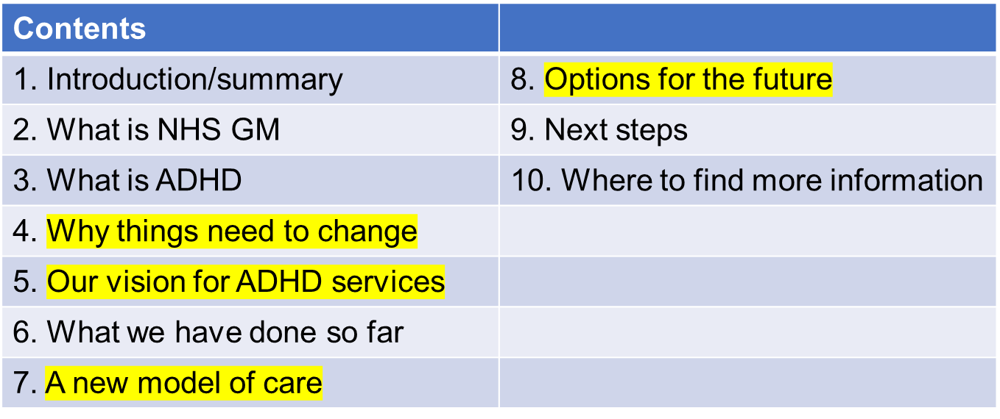 Contents
1. Introduction/summary
2. What is NHS GM
3. What is ADHD
4. Why things need to change
5. Our vision for ADHD services
6. What we have done so far
7. A new model of care
8. Options for the future
9. Next steps
10. Where to find more information